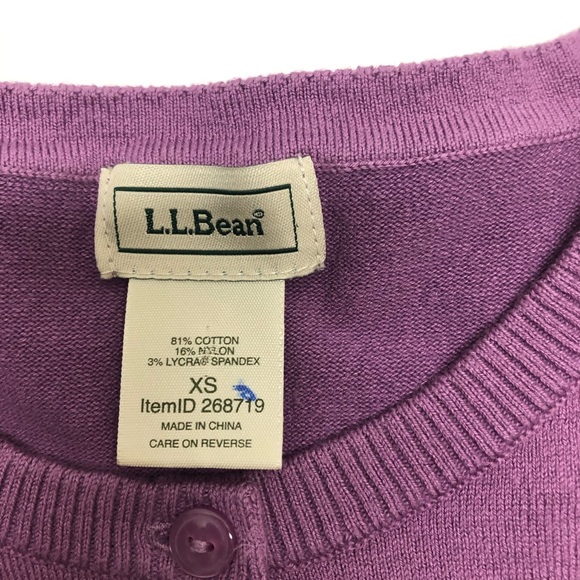 L.L.Bean®
81% COTTON
16% NYLON
3% LYCRA® SPANDEX
XS
ItemID 268719
MADE IN CHINA
CARE ON REVERSE